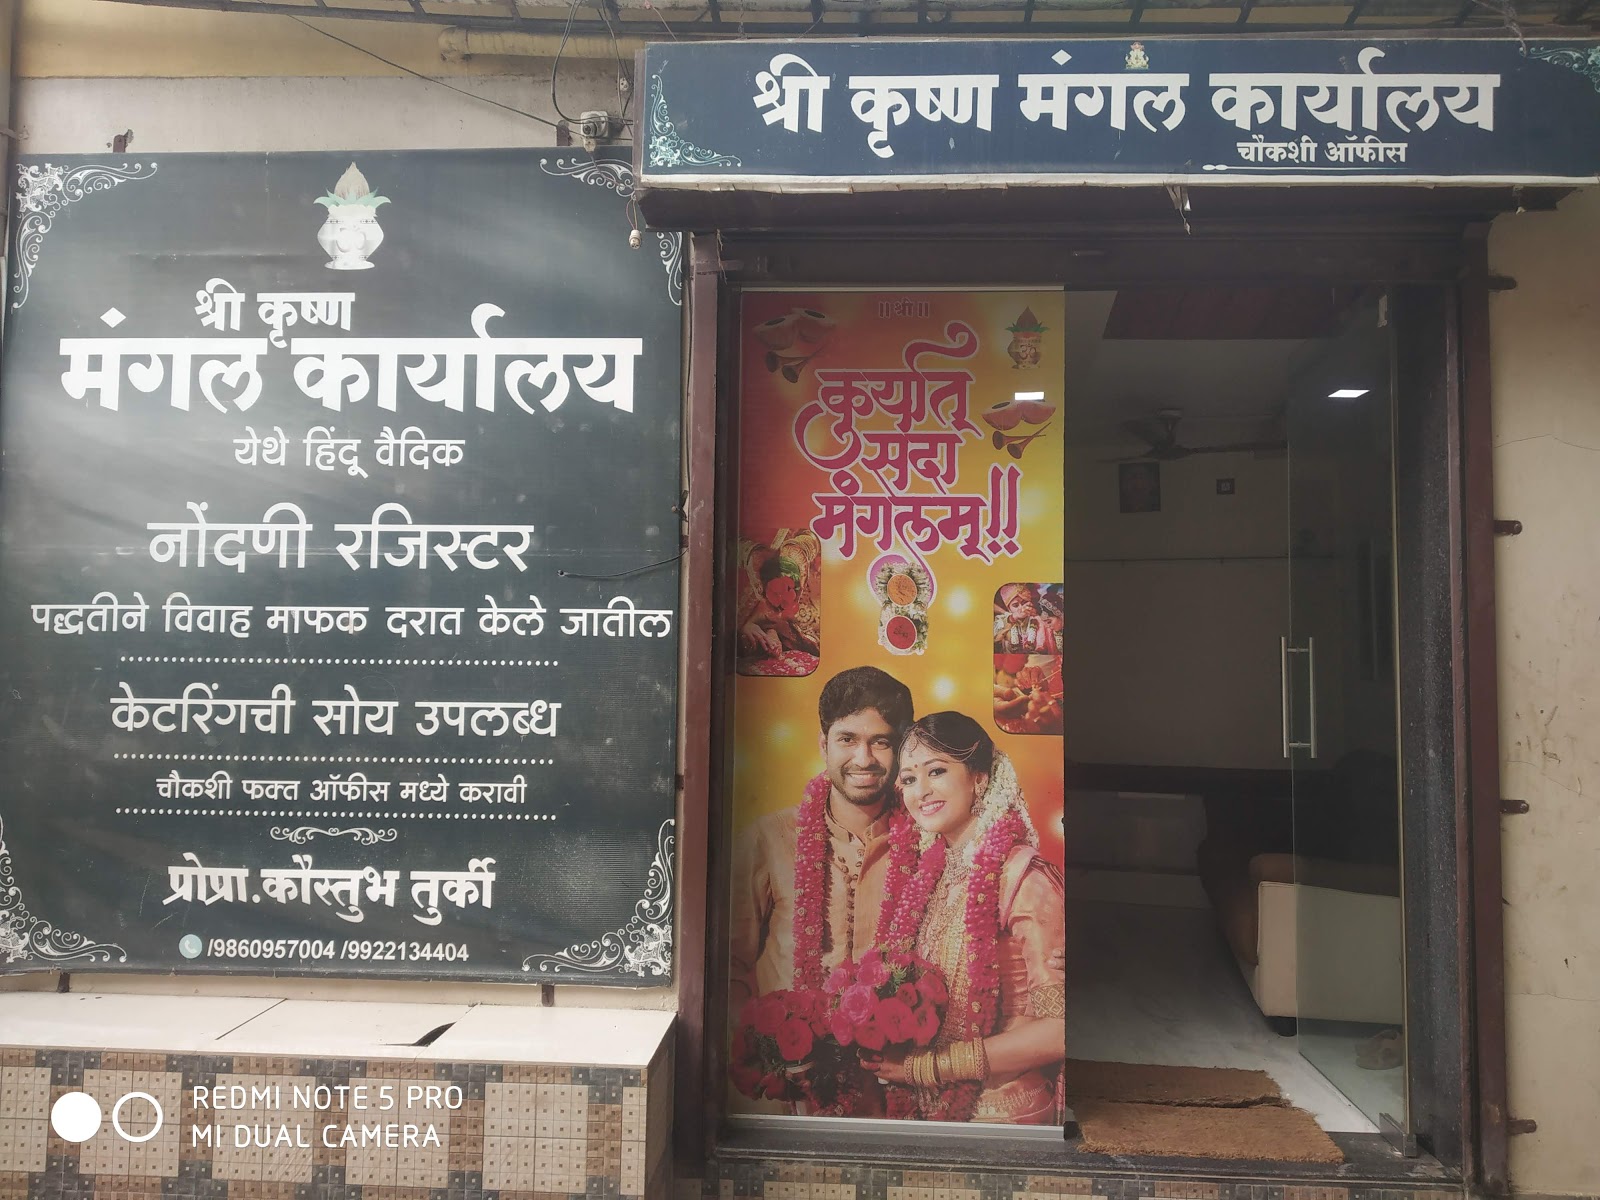 श्री कृष्ण मंगल कार्यालय
चौकशी ऑफीस
श्री कृष्ण
मंगल कार्यालय
येथे हिंदू वैदिक
नोंदणी रजिस्टर
पद्धतीने विवाह माफक दरात केले जातील
केटरिंगची सोय उपलब्ध
चौकशी फक्त ऑफीस मध्ये करावी
प्रोप्रा.कौस्तुभ तुर्की
/9860957004 /9922134404
॥ श्री ॥
कुर्यात्
सदा
मंगलम्!!
REDMI NOTE 5 PRO
MI DUAL CAMERA